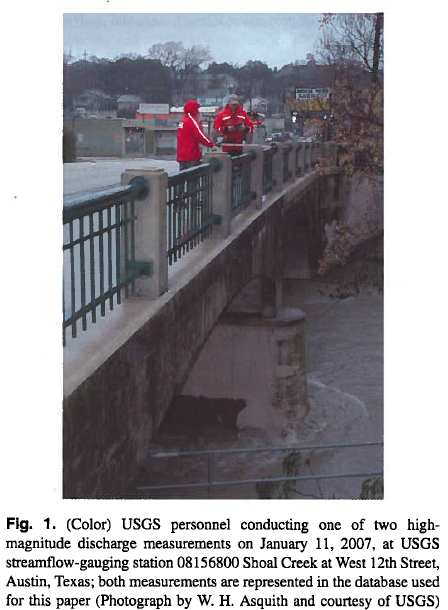 Fig. 1. (Color) USGS personnel conducting one of two high-
magnitude discharge measurements on January 11, 2007, at USGS
streamflow-gauging station 08156800 Shoal Creek at West 12th Street,
Austin, Texas; both measurements are represented in the database used
for this paper (Photograph by W. H. Asquith and courtesy of USGS)